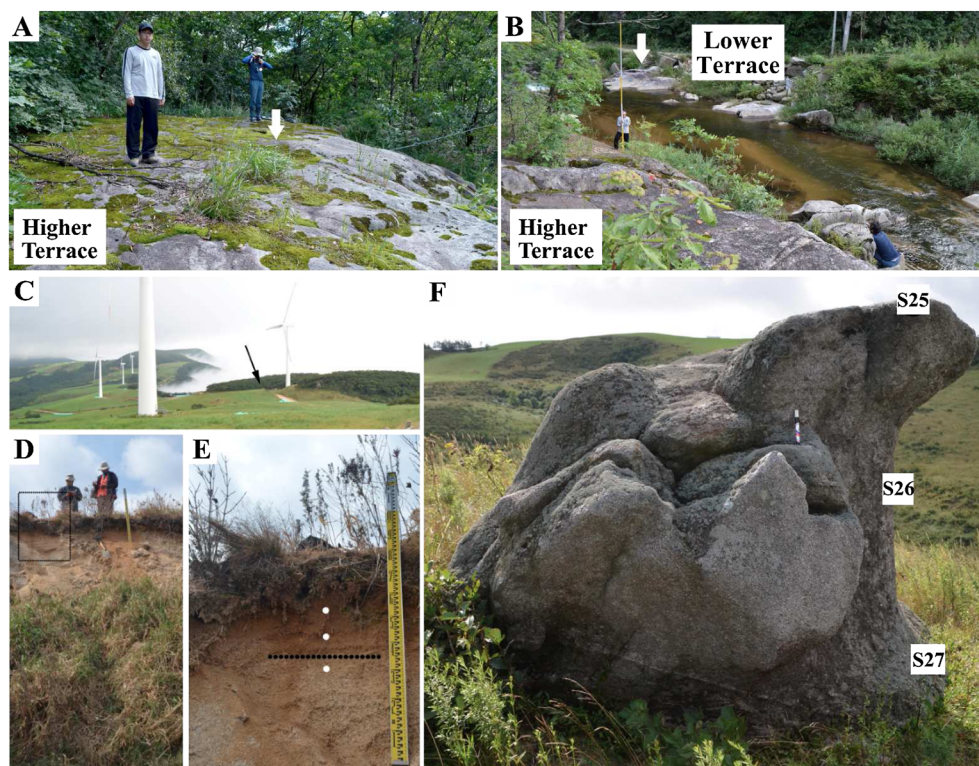 A
Higher
Terrace
B
Lower
Terrace
Higher
Terrace
C
D
E
F
S25
S26
S27